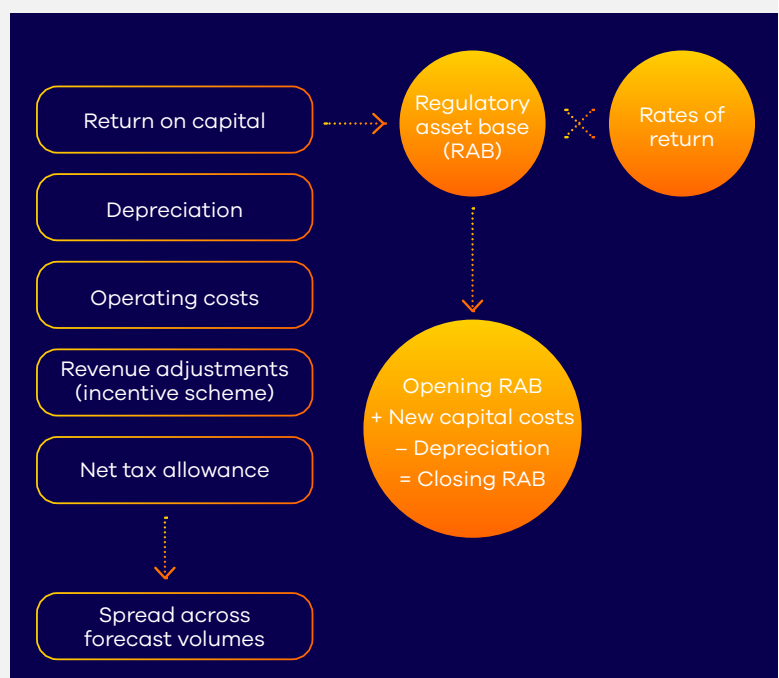 Return on capital
Regulatory
asset base
(RAB)
Rates of
return
Depreciation
Operating costs
Revenue adjustments
(incentive scheme)
Net tax allowance
Spread across
forecast volumes
Opening RAB
+ New capital costs
– Depreciation
= Closing RAB